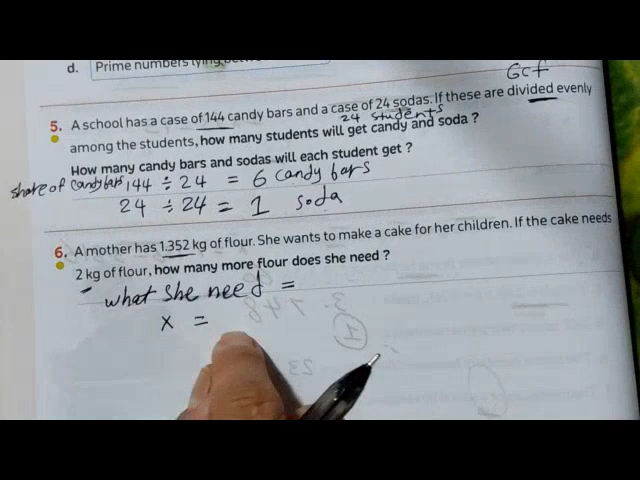 d. Prime numbers lying
GCF
5. A school has a case of 144 candy bars and a case of 24 sodas. If these are divided evenly
24 students
among the students, how many students will get candy and soda ?
How many candy bars and sodas will each student get ?
share of candy bars 144 ÷ 24 = 6 candy bars
24 ÷ 24 = 1 soda
6. A mother has 1.352 kg of flour. She wants to make a cake for her children. If the cake needs
2 kg of flour, how many more flour does she need ?
what she need =
x =